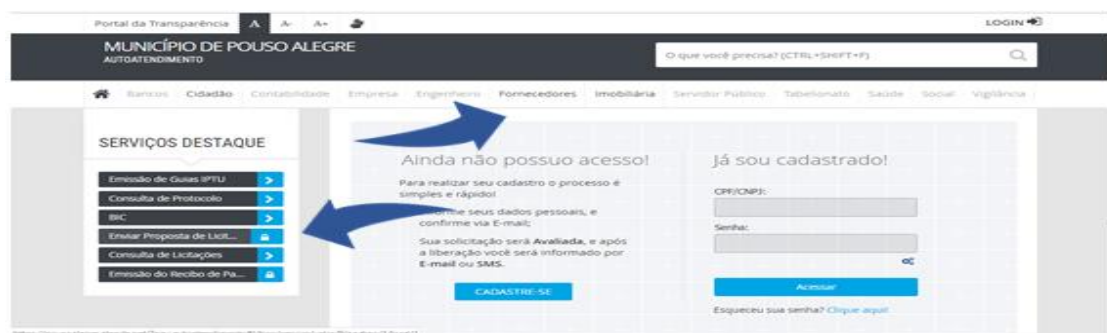 Portal da Transparência A A- A+ LOGIN
MUNICÍPIO DE POUSO ALEGRE
AUTOATENDIMENTO
O que você precisa? (CTRL+SHIFT+F)
Bancos Cidadão Contabilidade Empresa Engenheiro Fornecedores Imobiliária Servidor Público Tabelionato Saúde Social Vigilância
SERVIÇOS DESTAQUE
Emissão de Guias IPTU
Consulta de Protocolo
BIC
Enviar Proposta de Licit...
Consulta de Licitações
Emissão do Recibo de Pa...
Ainda não possuo acesso!
Para realizar seu cadastro o processo é
simples e rápido!
seus dados pessoais, e
confirme via E-mail;
Sua solicitação será Avaliada, e após
a liberação você será informado por
E-mail ou SMS.
CADASTRE-SE
Já sou cadastrado!
CPF/CNPJ:
Senha:
Acessar
Esqueceu sua senha? Clique aqui!